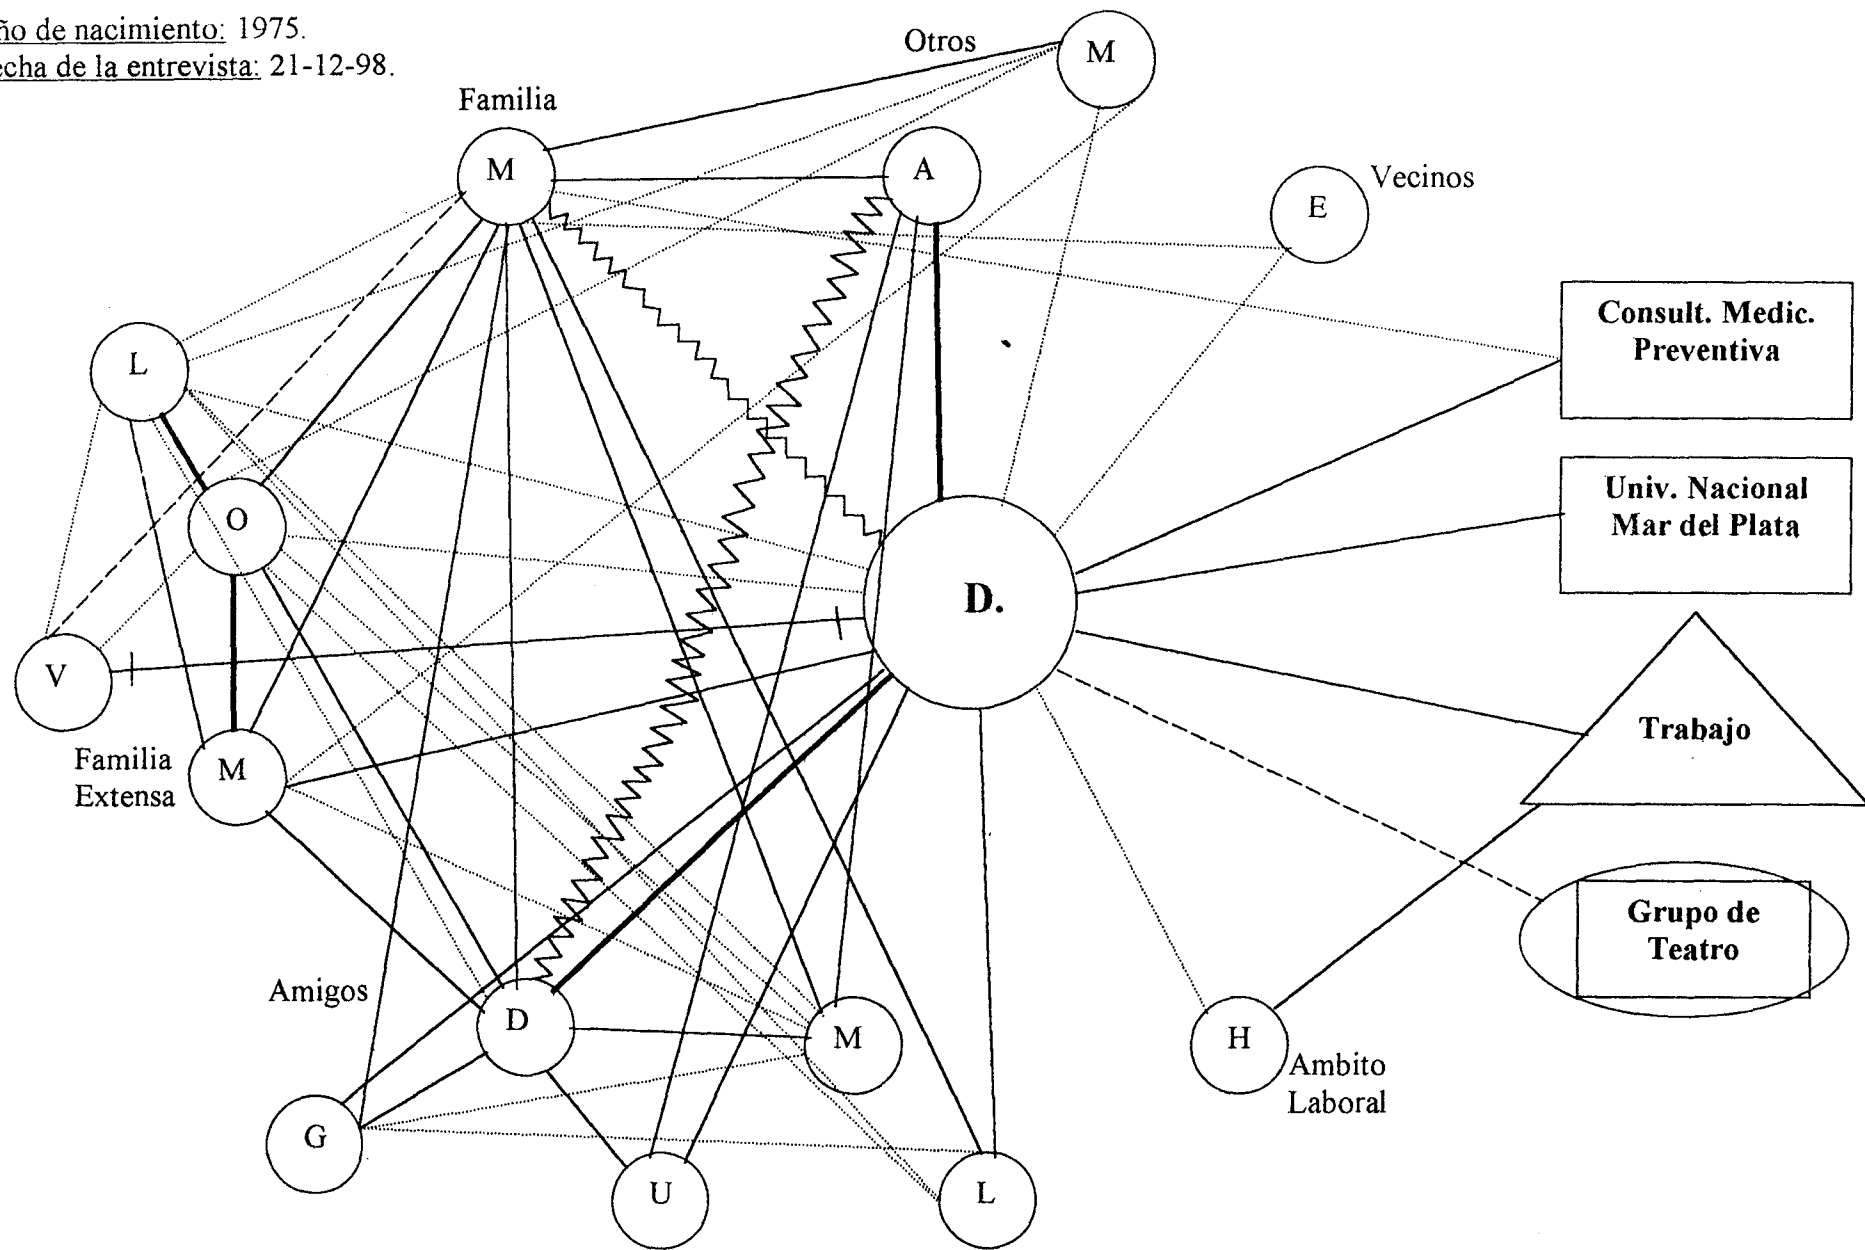 ño de nacimiento: 1975.
echa de la entrevista: 21-12-98.
Otros
M
Familia
M
A
Vecinos
E
Consult. Medic.
Preventiva
L
Univ. Nacional
Mar del Plata
O
D.
V
Trabajo
Familia
Extensa
M
Grupo de
Teatro
Amigos
D
M
H
Ambito
Laboral
G
U
L